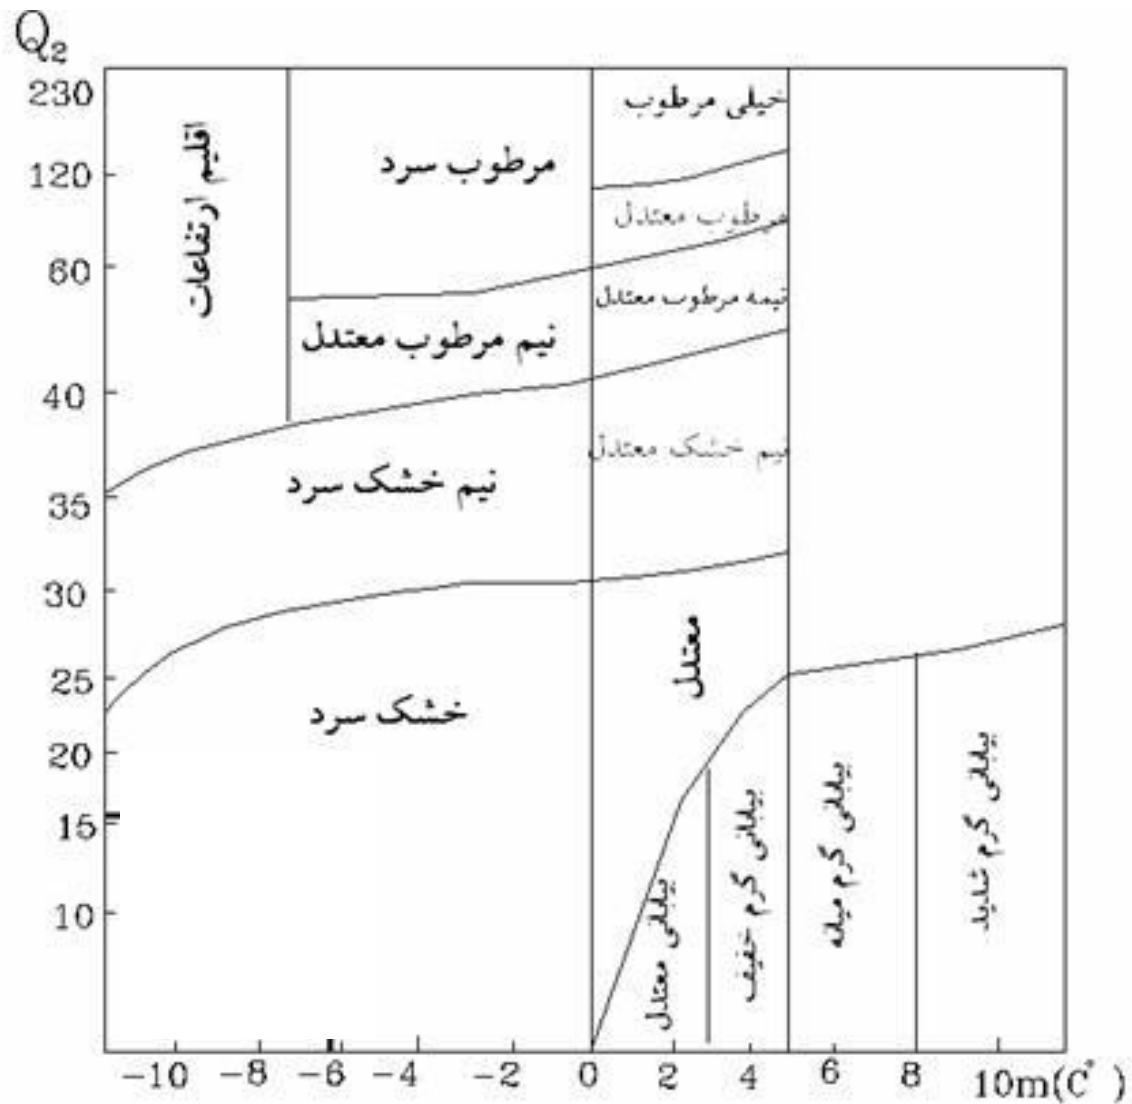 Q₂
230
120
60
40
35
30
25
20
15
10
اقلیم ارتفاعات
مرطوب سرد
خیلی مرطوب
مرطوب معتدل
نیمه مرطوب معتدل
نیم مرطوب معتدل
نیم خشک معتدل
نیم خشک سرد
معتدل
خشک سرد
بیابانی معتدل
بیابانی گرم خفیف
بیابانی گرم میانه
بیابانی گرم شدید
-10 -8 -6 -4 -2 0 2 4 6 8 10m(C°)